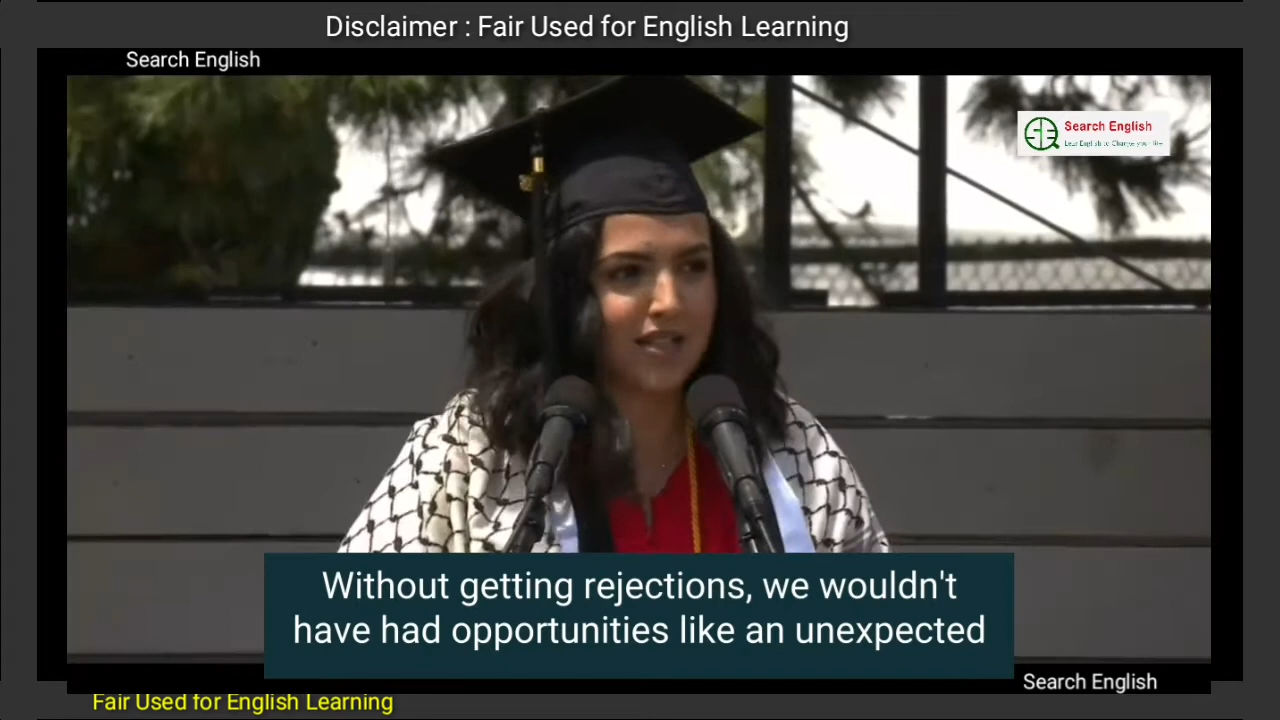 Disclaimer : Fair Used for English Learning
Search English
Search English
Without getting rejections, we wouldn't
have had opportunities like an unexpected
Search English
Fair Used for English Learning